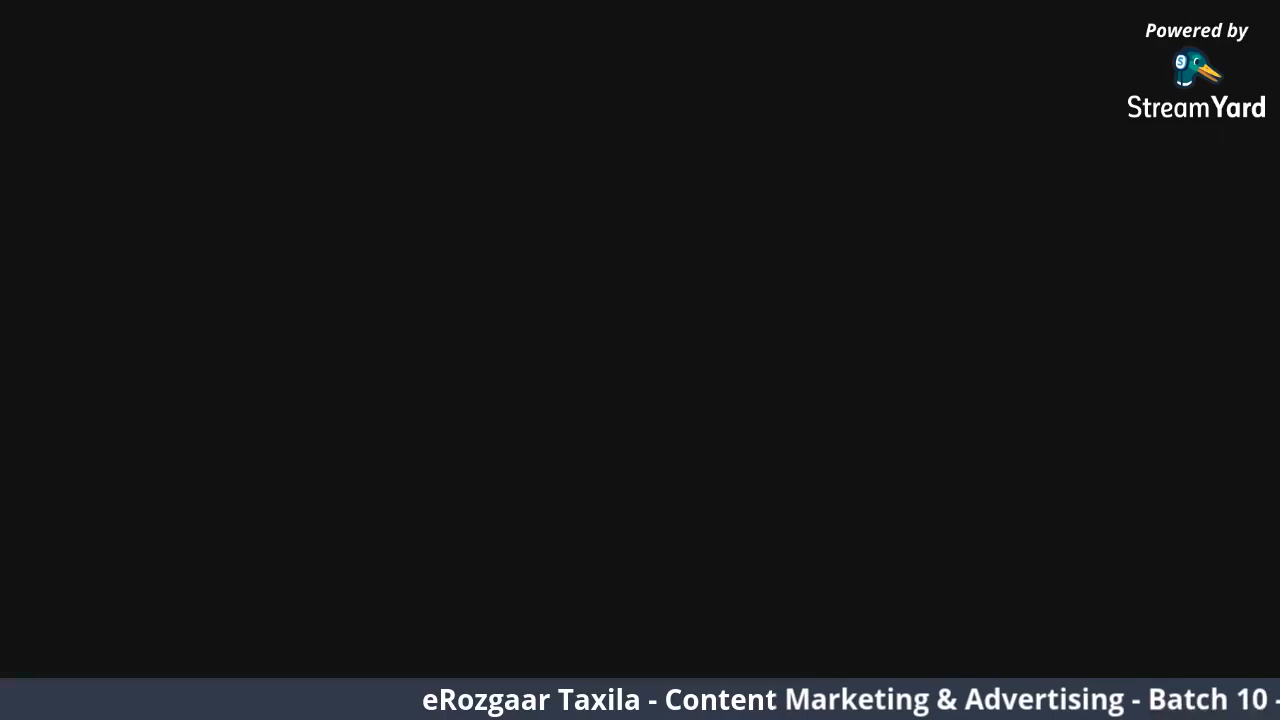 Powered by
StreamYard
eRozgaar Taxila - Content Marketing & Advertising - Batch 10 -